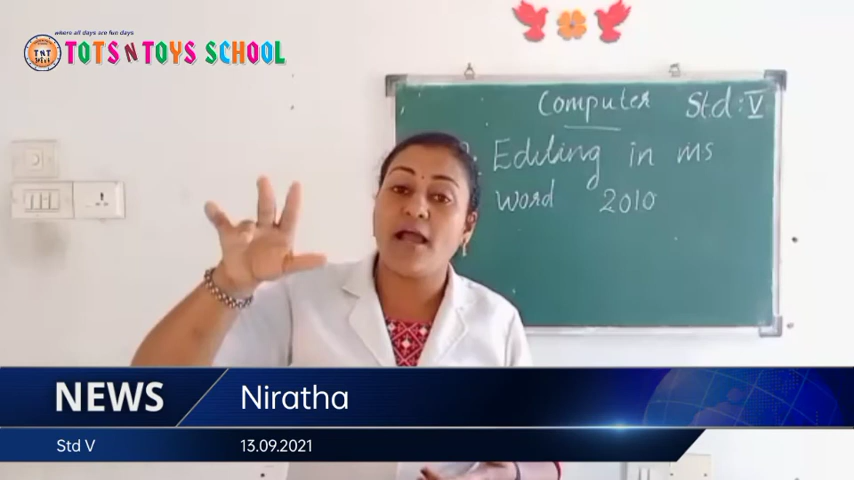 where all days are fun days
TNT
TOTS N TOYS SCHOOL
Computer Std : V
Editing in ms
word 2010
NEWS Niratha
Std V 13.09.2021